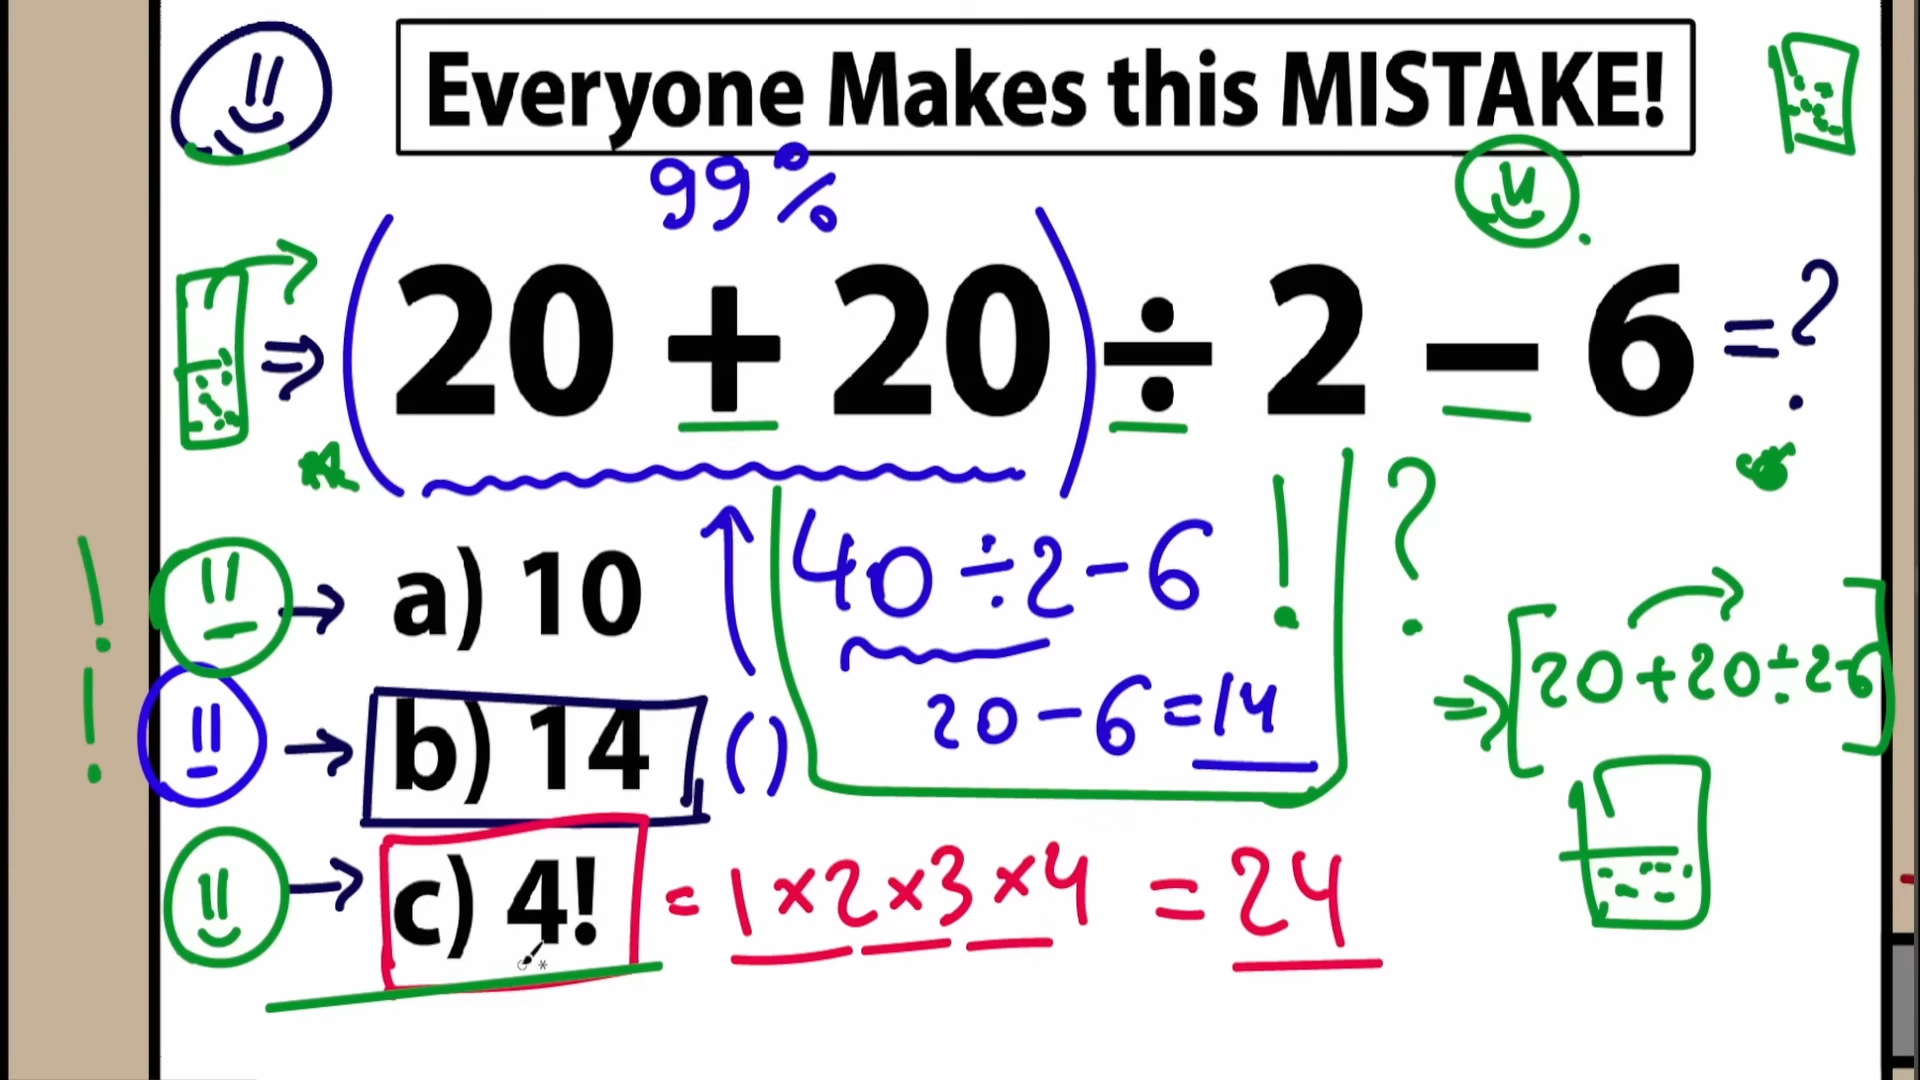 Everyone Makes this MISTAKE!
99%
(20 + 20) ÷ 2 – 6 = ?
a) 10
40 ÷ 2 - 6 ! ?
! !
[20 + 20 ÷ 2 - 6]
b) 14 ( )
20 - 6 = 14
c) 4! = 1 × 2 × 3 × 4 = 24